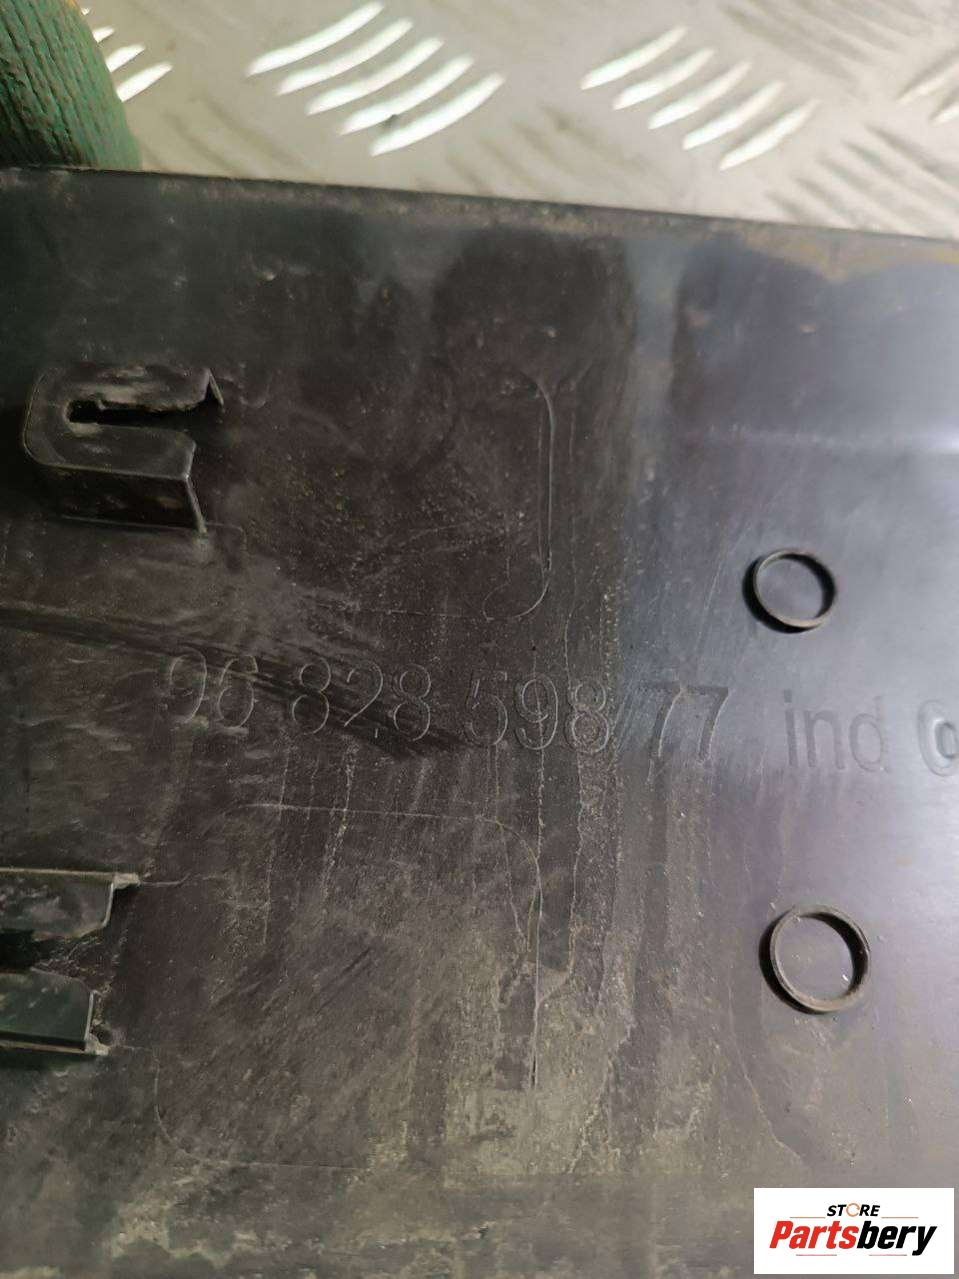 96 828 598 77 ind
STORE
Partsbery